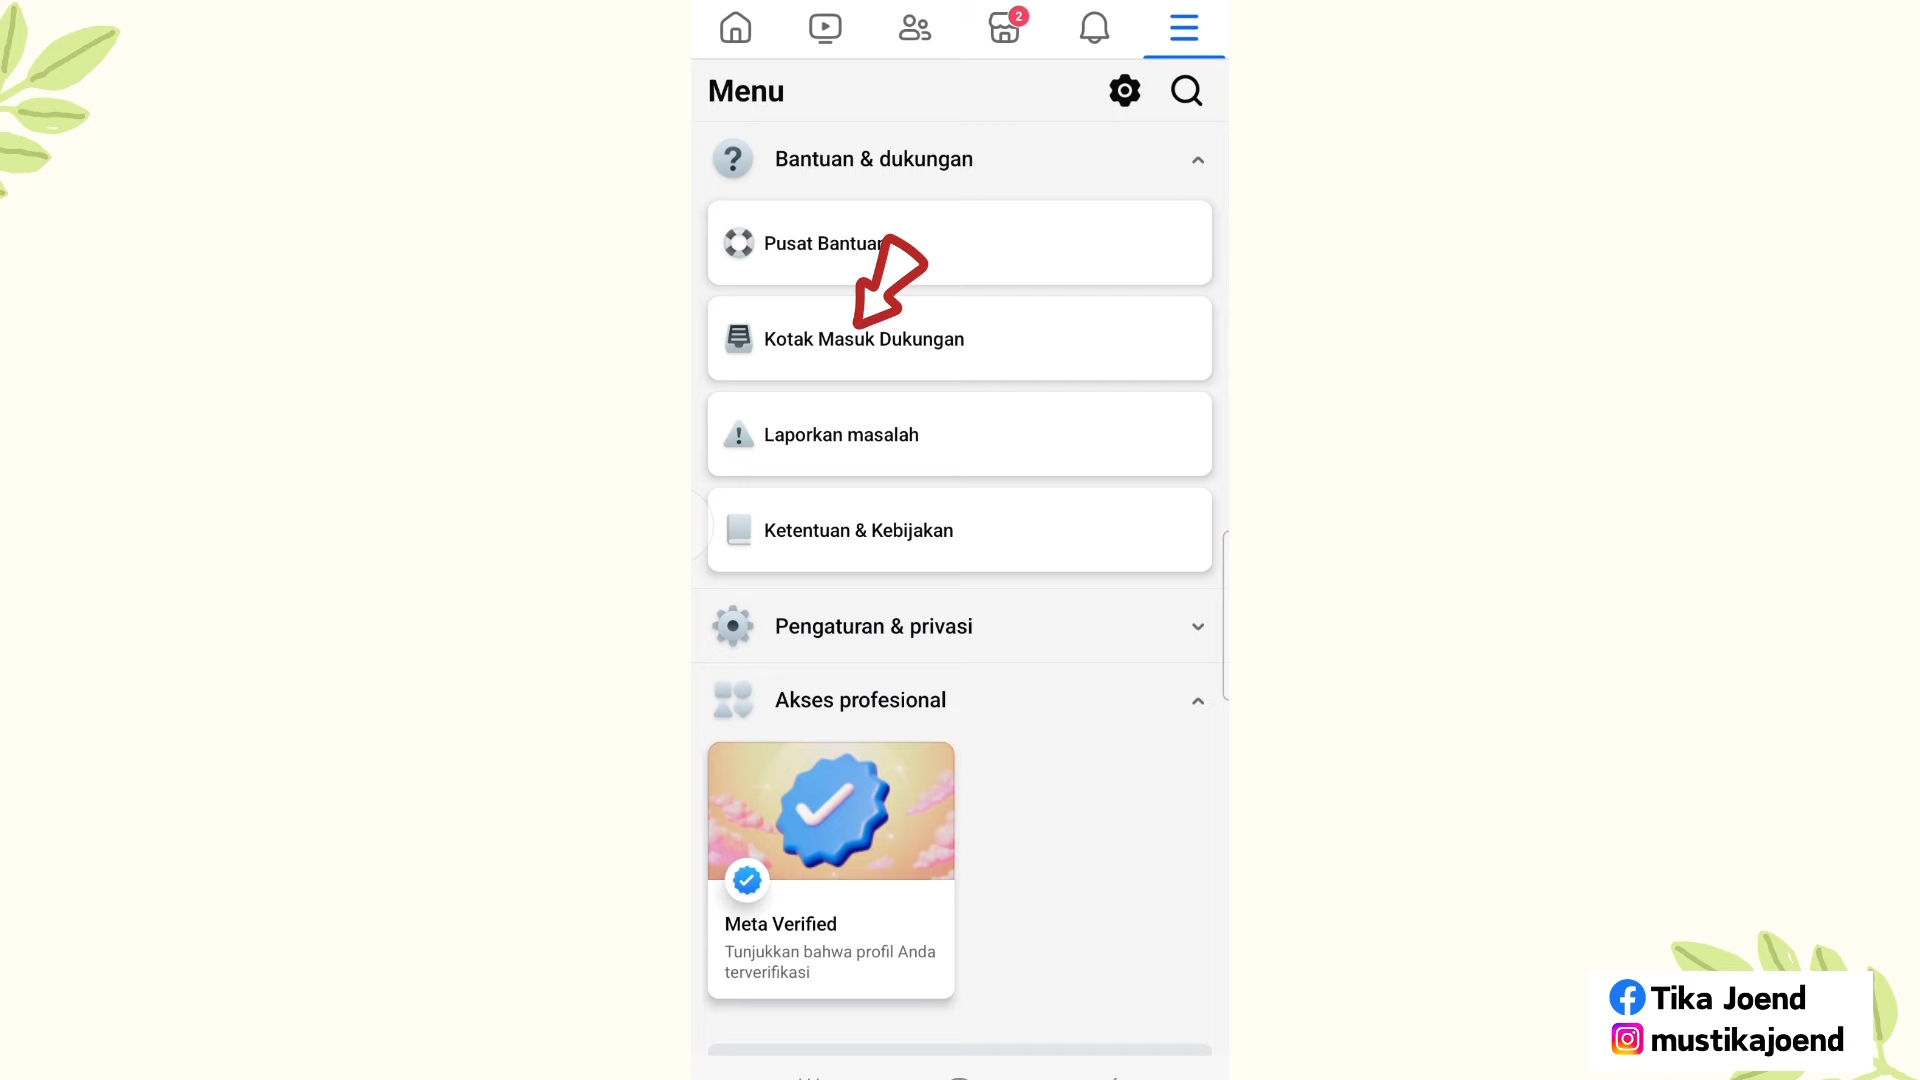 2
Menu
Bantuan & dukungan
Pusat Bantuan
Kotak Masuk Dukungan
Laporkan masalah
Ketentuan & Kebijakan
Pengaturan & privasi
Akses profesional
Meta Verified
Tunjukkan bahwa profil Anda
terverifikasi
Tika Joend
mustikajoend